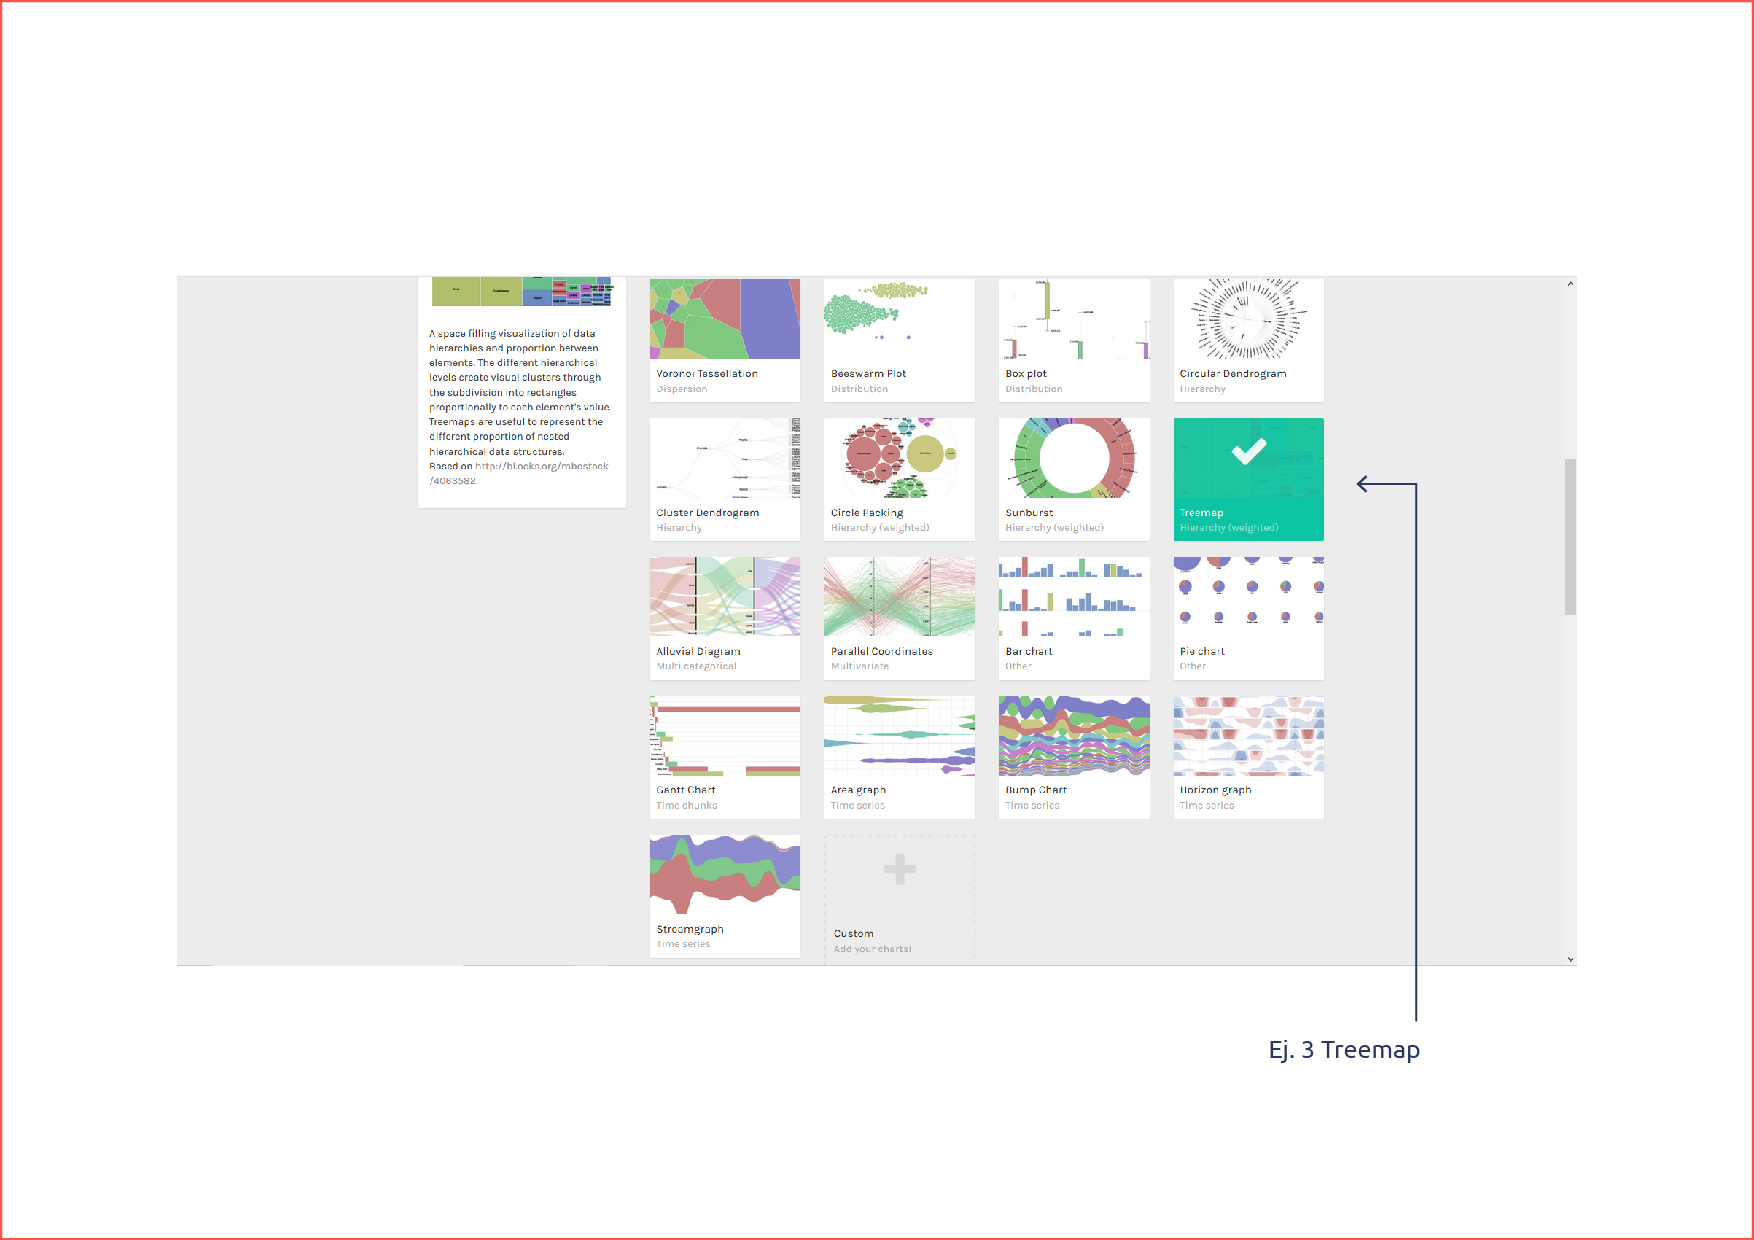 A space filling visualization of data
hierarchies and proportion between
elements. The different hierarchical
levels create visual clusters through
the subdivision into rectangles
proportionally to each element's value.
Treemaps are useful to represent the
different proportion of nested
hierarchical data structures.
Based on http://bl.ocks.org/mbostock
/4063582
Voronoi Tessellation
Dispersion
Beeswarm Plot
Distribution
Box plot
Distribution
Circular Dendrogram
Hierarchy
Cluster Dendrogram
Hierarchy
Circle Packing
Hierarchy (weighted)
Sunburst
Hierarchy (weighted)
Treemap
Hierarchy (weighted)
Alluvial Diagram
Multi categorical
Parallel Coordinates
Multivariate
Bar chart
Other
Pie chart
Other
Gantt Chart
Time chunks
Area graph
Time series
Bump Chart
Time series
Horizon graph
Time series
Streamgraph
Time series
Custom
Add your charts!
Ej. 3 Treemap